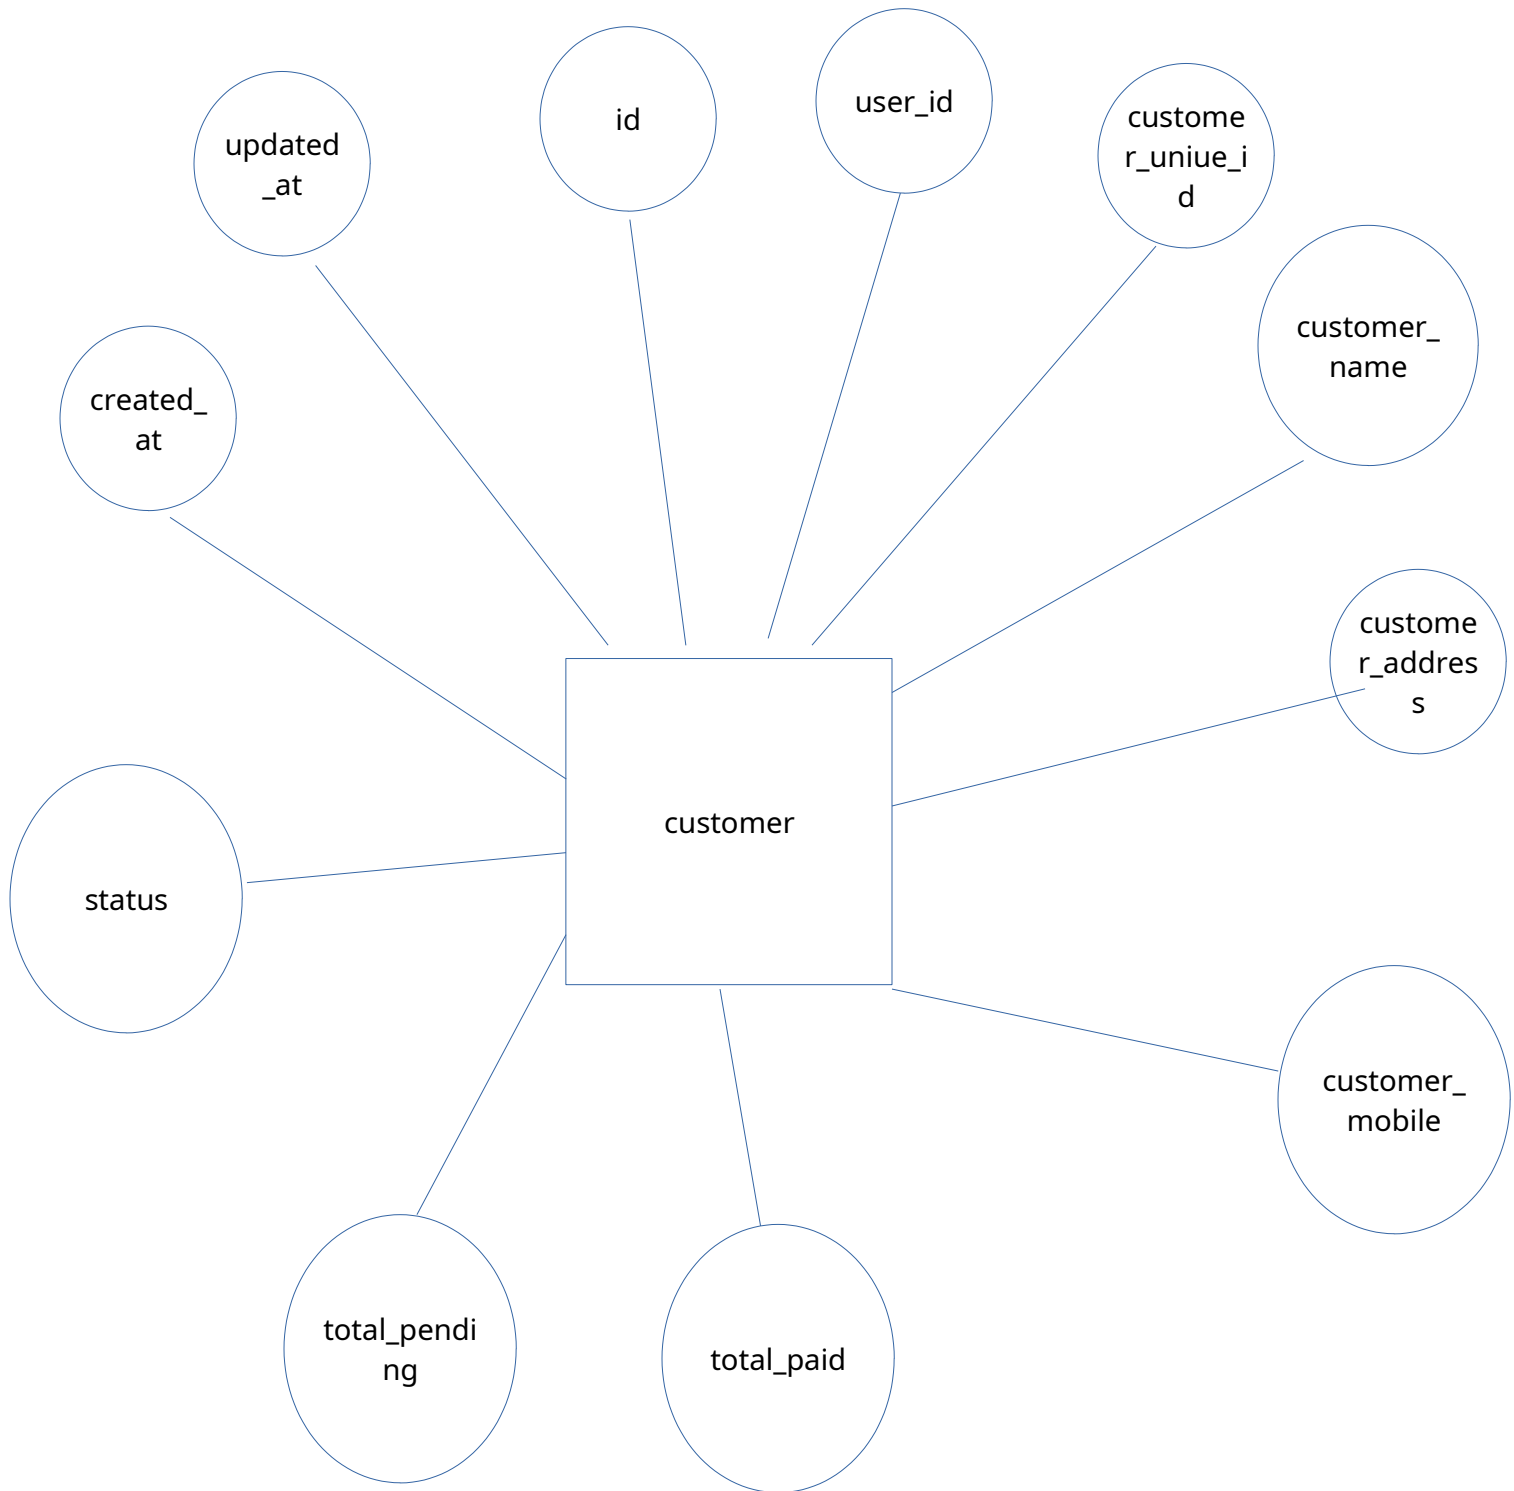 user_id
id
custome
r_uniue_i
d
updated
_at
customer_
name
created_
at
custome
r_addres
s
customer
status
customer_
mobile
total_pendi
ng
total_paid